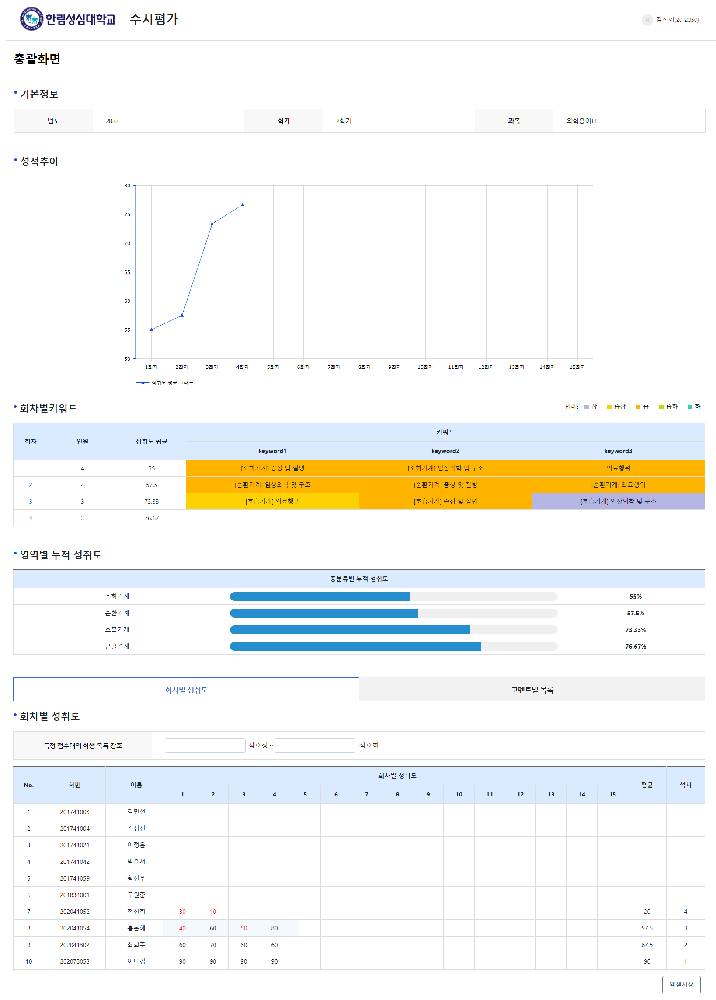 한림성심대학교 수시평가 김선희(2012050)
총괄화면
기본정보
년도 2022 학기 2학기 과목 의학용어Ⅲ
성적추이
80
75
70
65
60
55
50
1회차 2회차 3회차 4회차 5회차 6회차 7회차 8회차 9회차 10회차 11회차 12회차 13회차 14회차 15회차
성취도 평균 그래프
회차별키워드 범례: 상 중상 중 중하 하
회차 인원 성취도 평균 키워드
keyword1 keyword2 keyword3
1 4 55 [소화기계] 증상 및 질병 [소화기계] 임상의학 및 구조 의료행위
2 4 57.5 [순환기계] 임상의학 및 구조 [순환기계] 증상 및 질병 [순환기계] 의료행위
3 3 73.33 [호흡기계] 의료행위 [호흡기계] 증상 및 질병 [호흡기계] 임상의학 및 구조
4 3 76.67
영역별 누적 성취도
중분류별 누적 성취도
소화기계 55%
순환기계 57.5%
호흡기계 73.33%
근골격계 76.67%
회차별 성취도 코멘트별 목록
회차별 성취도
특정 점수대의 학생 목록 강조 점 이상 ~ 점 이하
No. 학번 이름 회차별 성취도 평균 석차
1 2 3 4 5 6 7 8 9 10 11 12 13 14 15
1 201741003 김민선
2 201741004 김성진
3 201741021 이정윤
4 201741042 박윤서
5 201741059 황신우
6 201834001 구원준
7 202041052 현진희 30 10 20 4
8 202041054 홍은혜 40 60 50 80 57.5 3
9 202041302 최희주 60 70 80 60 67.5 2
10 202073053 이나겸 90 90 90 90 90 1
엑셀저장